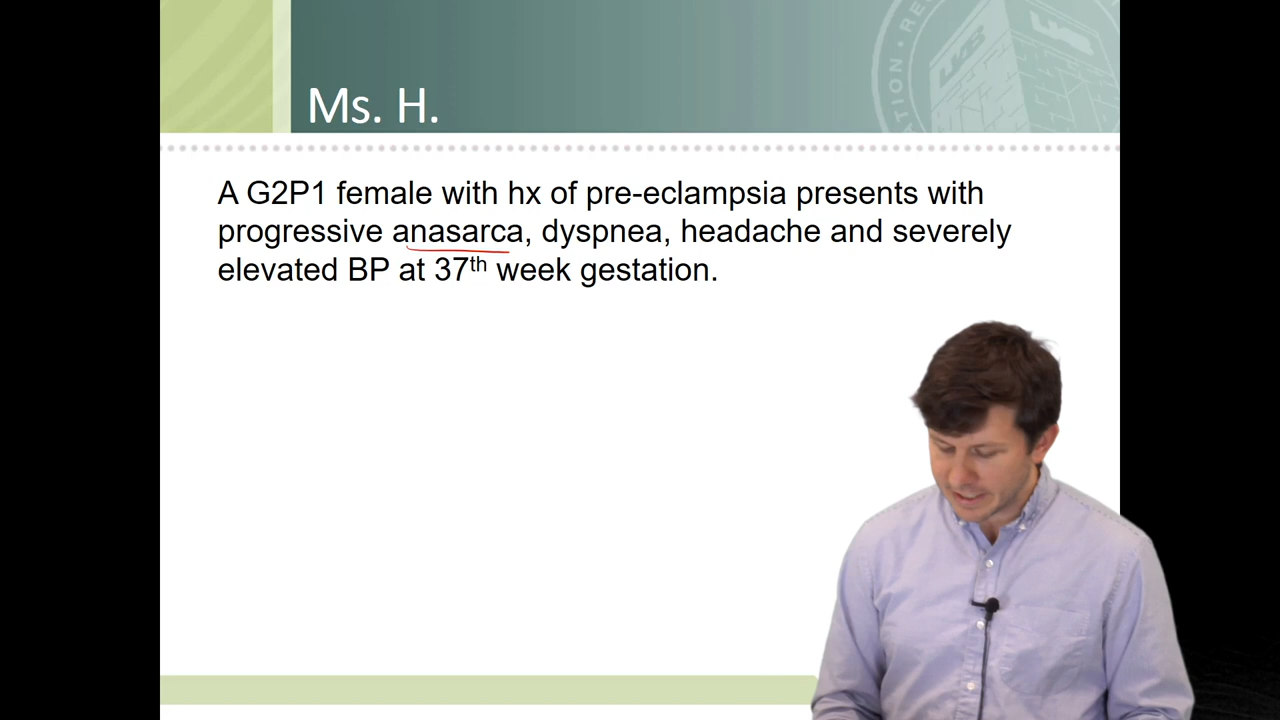 Ms. H.
A G2P1 female with hx of pre-eclampsia presents with
progressive anasarca, dyspnea, headache and severely
elevated BP at 37th week gestation.